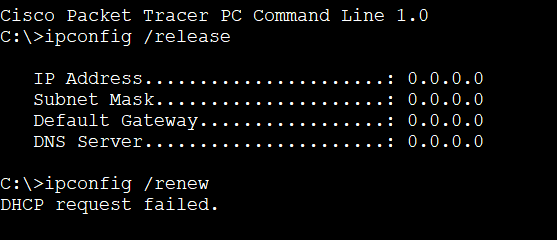 Cisco Packet Tracer PC Command Line 1.0
C:\>ipconfig /release
IP Address......................: 0.0.0.0
Subnet Mask.....................: 0.0.0.0
Default Gateway.................: 0.0.0.0
DNS Server......................: 0.0.0.0
C:\>ipconfig /renew
DHCP request failed.